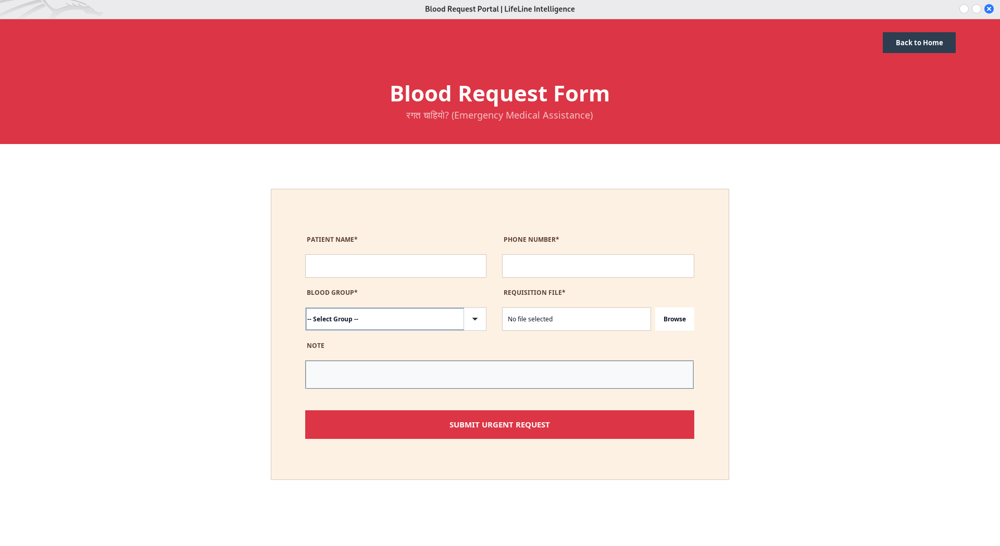 Blood Request Portal | LifeLine Intelligence
Back to Home
Blood Request Form
रगत चाहियो? (Emergency Medical Assistance)
PATIENT NAME*
PHONE NUMBER*
BLOOD GROUP*
REQUISITION FILE*
-- Select Group --
No file selected
Browse
NOTE
SUBMIT URGENT REQUEST